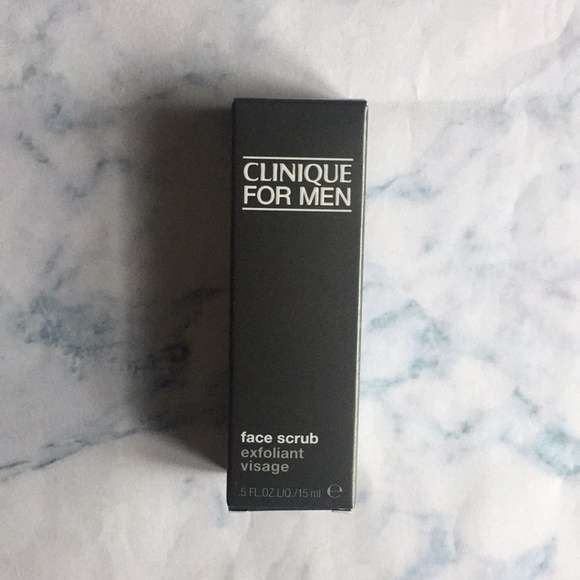 CLINIQUE
FOR MEN
face scrub
exfoliant
visage
.5 FL.OZ.LIQ./15 ml ℮